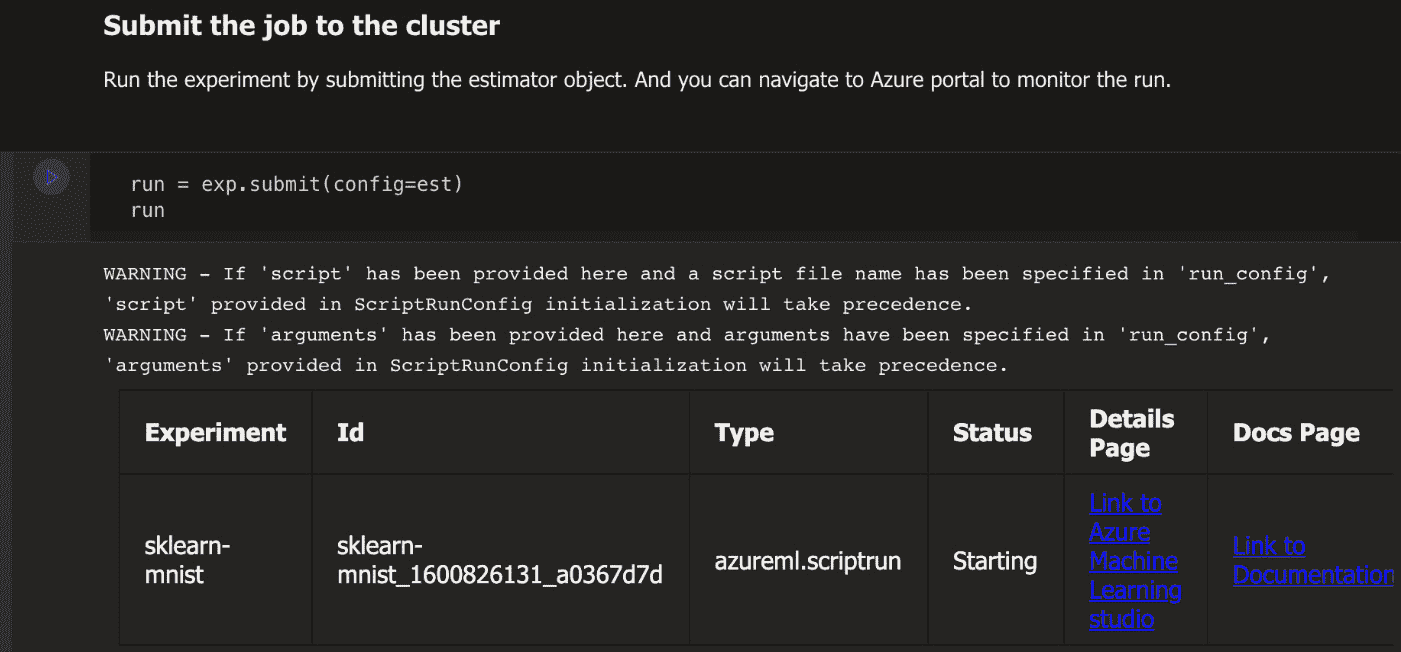 Submit the job to the cluster
Run the experiment by submitting the estimator object. And you can navigate to Azure portal to monitor the run.
run = exp.submit(config=est)
run
WARNING - If 'script' has been provided here and a script file name has been specified in 'run_config',
'script' provided in ScriptRunConfig initialization will take precedence.
WARNING - If 'arguments' has been provided here and arguments have been specified in 'run_config',
'arguments' provided in ScriptRunConfig initialization will take precedence.
Experiment Id Type Status Details Page Docs Page
sklearn-
mnist
sklearn-
mnist_1600826131_a0367d7d
azureml.scriptrun
Starting
Link to
Azure
Machine
Learning
studio
Link to
Documentation